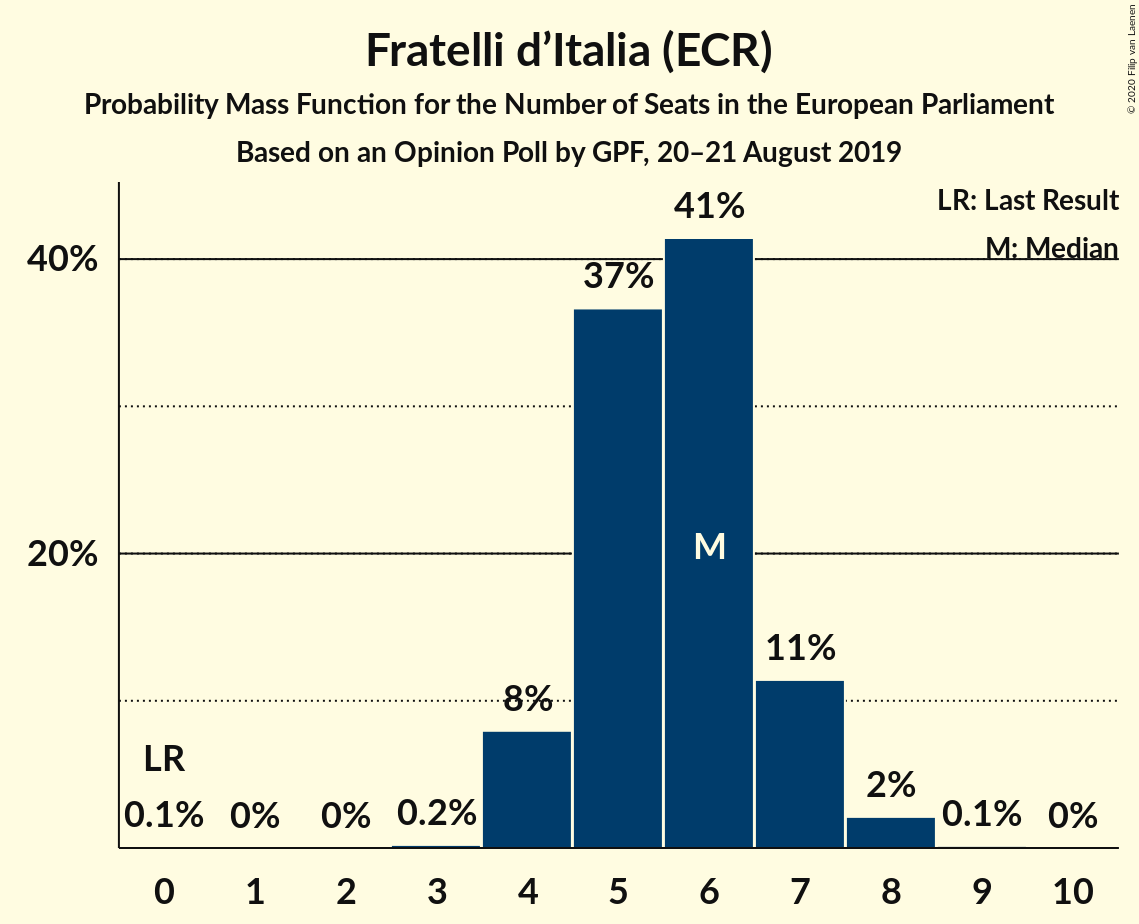 Fratelli d’Italia (ECR)
Probability Mass Function for the Number of Seats in the European Parliament
Based on an Opinion Poll by GPF, 20–21 August 2019
© 2020 Filip van Laenen
LR: Last Result
M: Median
41%
40%
37%
M
20%
11%
8%
LR
2%
0.1% 0% 0% 0.2% 0.1% 0%
0 1 2 3 4 5 6 7 8 9 10